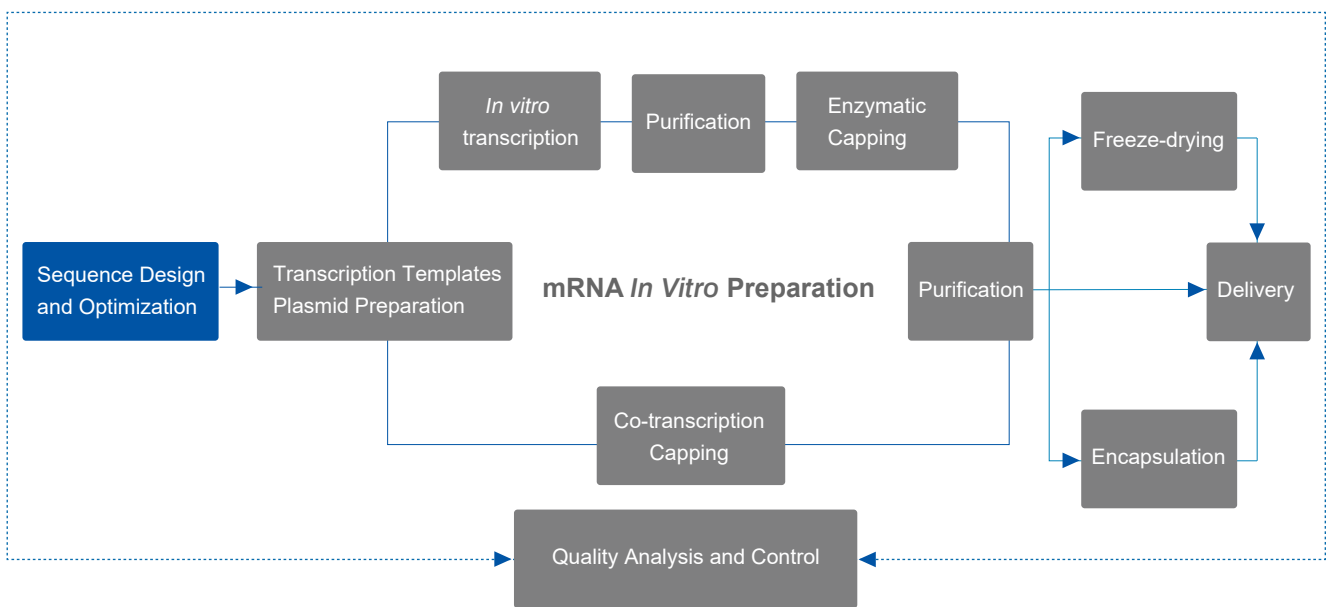 In vitro
transcription
Purification
Enzymatic
Capping
Freeze-drying
Sequence Design
and Optimization
Transcription Templates
Plasmid Preparation
mRNA In Vitro Preparation
Purification
Delivery
Co-transcription
Capping
Encapsulation
Quality Analysis and Control